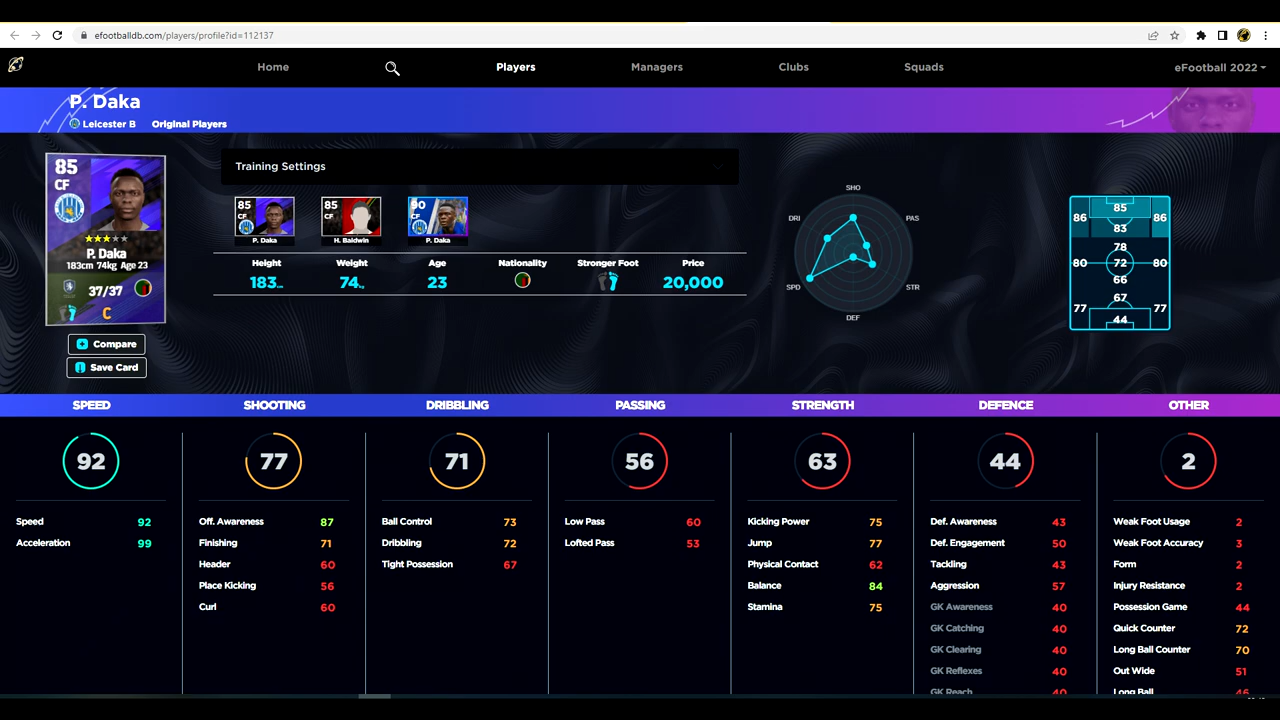 efootballdb.com/players/profile?id=112137
Home Players Managers Clubs Squads eFootball 2022
P. Daka
Leicester B Original Players
85
CF
P. Daka
183cm 74kg Age 23
37/37
C
Compare
Save Card
Training Settings
85 CF P. Daka
85 CF H. Baldwin
90 CF P. Daka
Height Weight Age Nationality Stronger Foot Price
183cm 74kg 23 20,000
SHO
DRI PAS
SPD STR
DEF
85
86 86
83
78
80 72 80
66
67
77 77
44
SPEED SHOOTING DRIBBLING PASSING STRENGTH DEFENCE OTHER
92 77 71 56 63 44 2
Speed 92
Acceleration 99
Off. Awareness 87
Finishing 71
Header 60
Place Kicking 56
Curl 60
Ball Control 73
Dribbling 72
Tight Possession 67
Low Pass 60
Lofted Pass 53
Kicking Power 75
Jump 77
Physical Contact 62
Balance 84
Stamina 75
Def. Awareness 43
Def. Engagement 50
Tackling 43
Aggression 57
GK Awareness 40
GK Catching 40
GK Clearing 40
GK Reflexes 40
GK Reach 40
Weak Foot Usage 2
Weak Foot Accuracy 3
Form 2
Injury Resistance 2
Possession Game 44
Quick Counter 72
Long Ball Counter 70
Out Wide 51
Long Ball 46